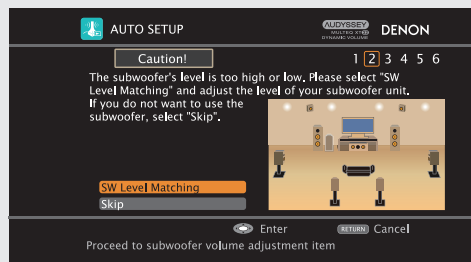 AUTO SETUP
AUDYSSEY
MULTEQ XT32
DYNAMIC VOLUME
DENON
Caution!
1 2 3 4 5 6
The subwoofer's level is too high or low. Please select "SW
Level Matching" and adjust the level of your subwoofer unit.
If you do not want to use the
subwoofer, select "Skip".
SW Level Matching
Skip
Enter
RETURN Cancel
Proceed to subwoofer volume adjustment item